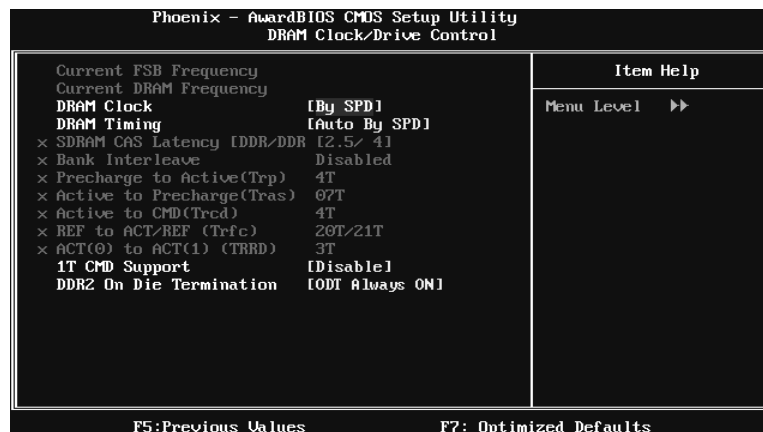 Phoenix - AwardBIOS CMOS Setup Utility
DRAM Clock/Drive Control
Current FSB Frequency
Current DRAM Frequency
DRAM Clock [By SPD]
DRAM Timing [Auto By SPD]
x SDRAM CAS Latency [DDR/DDR [2.5/ 4]
x Bank Interleave Disabled
x Precharge to Active(Trp) 4T
x Active to Precharge(Tras) 07T
x Active to CMD(Trcd) 4T
x REF to ACT/REF (Trfc) 20T/21T
x ACT(0) to ACT(1) (TRRD) 3T
1T CMD Support [Disable]
DDR2 On Die Termination [ODT Always ON]
Item Help
Menu Level ▶▶
F5:Previous Values F7: Optimized Defaults